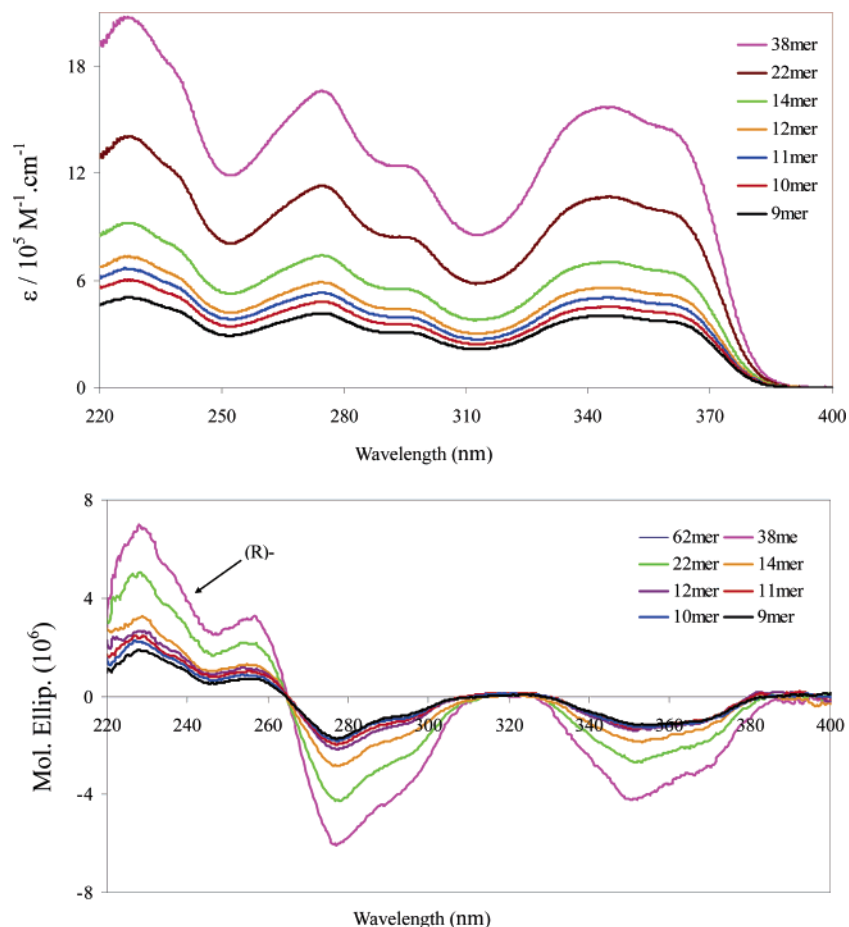 ε / 10⁵ M⁻¹.cm⁻¹
18
12
6
0
38mer
22mer
14mer
12mer
11mer
10mer
9mer
220 250 280 310 340 370 400
Wavelength (nm)
Mol. Ellip. (10⁶)
8
4
0
-4
-8
(R)-
62mer 38me
22mer 14mer
12mer 11mer
10mer 9mer
220 240 260 280 300 320 340 360 380 400
Wavelength (nm)